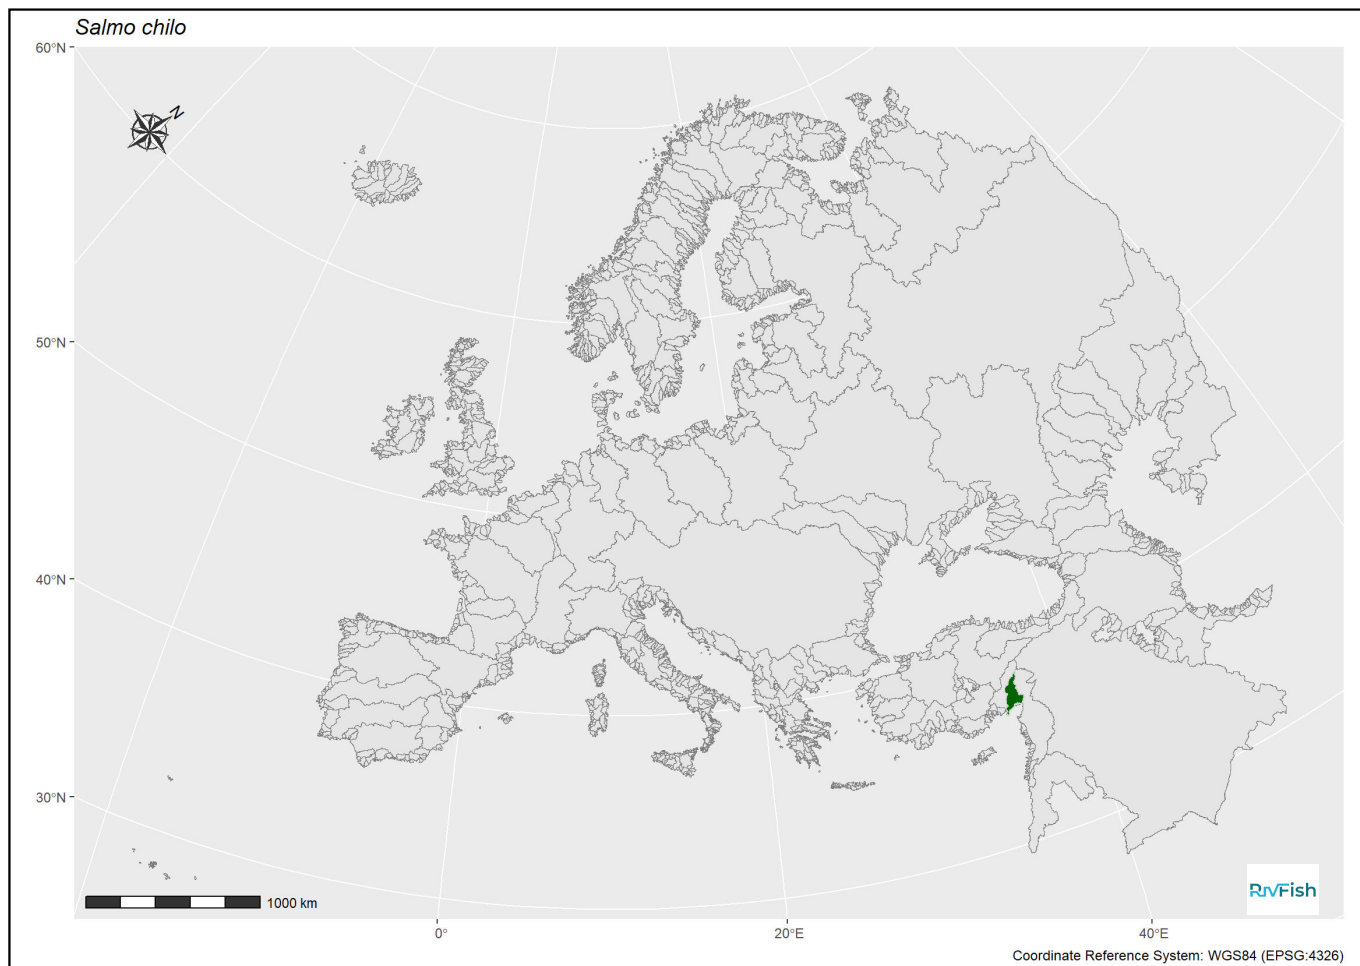 Salmo chilo
60°N
N
50°N
40°N
30°N
1000 km
RivFish
0°
20°E
40°E
Coordinate Reference System: WGS84 (EPSG:4326)